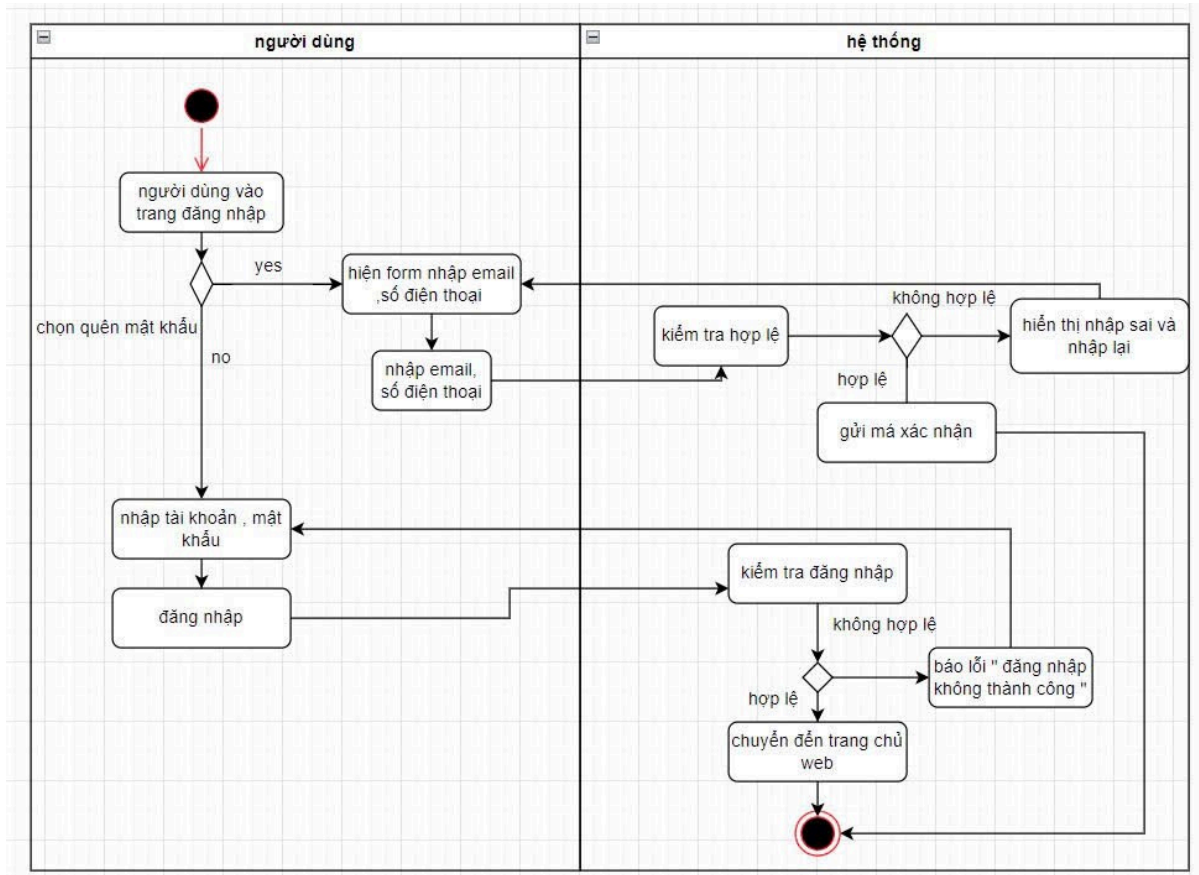 người dùng
hệ thống
người dùng vào
trang đăng nhập
yes
chọn quên mật khẩu
no
hiện form nhập email
,số điện thoại
nhập email,
số điện thoại
kiểm tra hợp lệ
không hợp lệ
hiển thị nhập sai và
nhập lại
hợp lệ
gửi má xác nhận
nhập tài khoản , mật
khẩu
đăng nhập
kiểm tra đăng nhập
không hợp lệ
báo lỗi " đăng nhập
không thành công "
hợp lệ
chuyển đến trang chủ
web